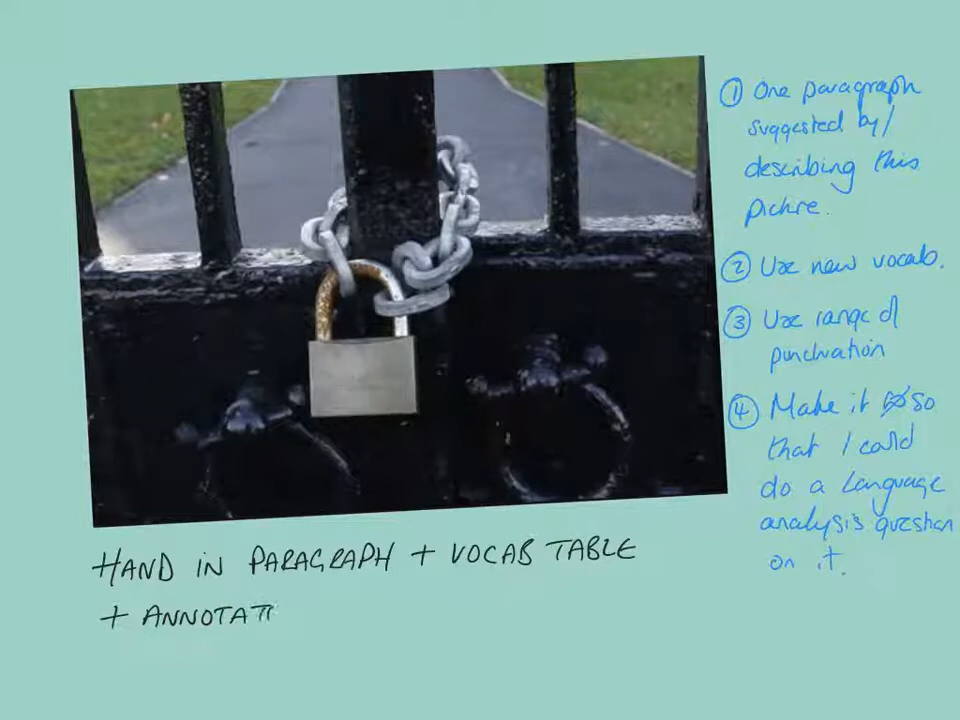 ① One paragraph
suggested by/
describing this
picture.
② Use new vocab.
③ Use range of
punctuation
④ Make it so
that I could
do a language
analysis question
on it.
HAND IN PARAGRAPH + VOCAB TABLE
+ ANNOTATI